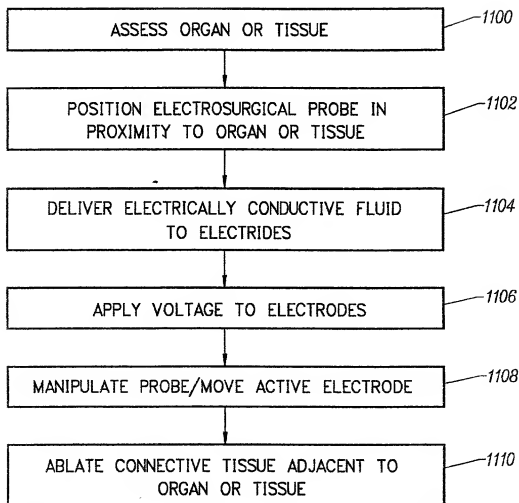 ASSESS ORGAN OR TISSUE
1100
POSITION ELECTROSURGICAL PROBE IN
PROXIMITY TO ORGAN OR TISSUE
1102
DELIVER ELECTRICALLY CONDUCTIVE FLUID
TO ELECTRIDES
1104
APPLY VOLTAGE TO ELECTRODES
1106
MANIPULATE PROBE/MOVE ACTIVE ELECTRODE
1108
ABLATE CONNECTIVE TISSUE ADJACENT TO
ORGAN OR TISSUE
1110